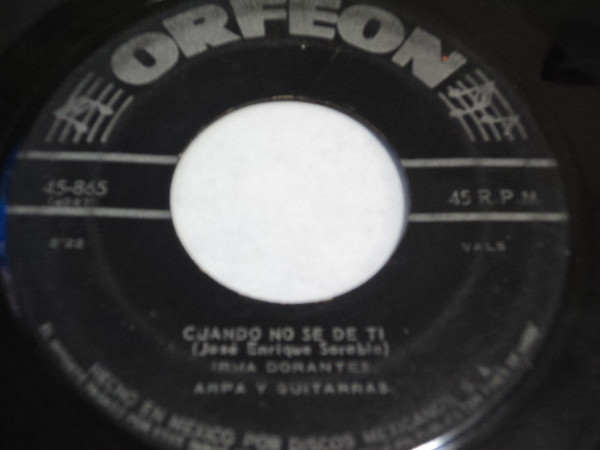 ORFEON
45-865
45 R.P.M.
VALS
CUANDO NO SE DE TI
(José Enrique Sarabia)
IRMA DORANTES
ARPA Y GUITARRAS
HECHO EN MEXICO POR DISCOS MEXICANOS, S. A.